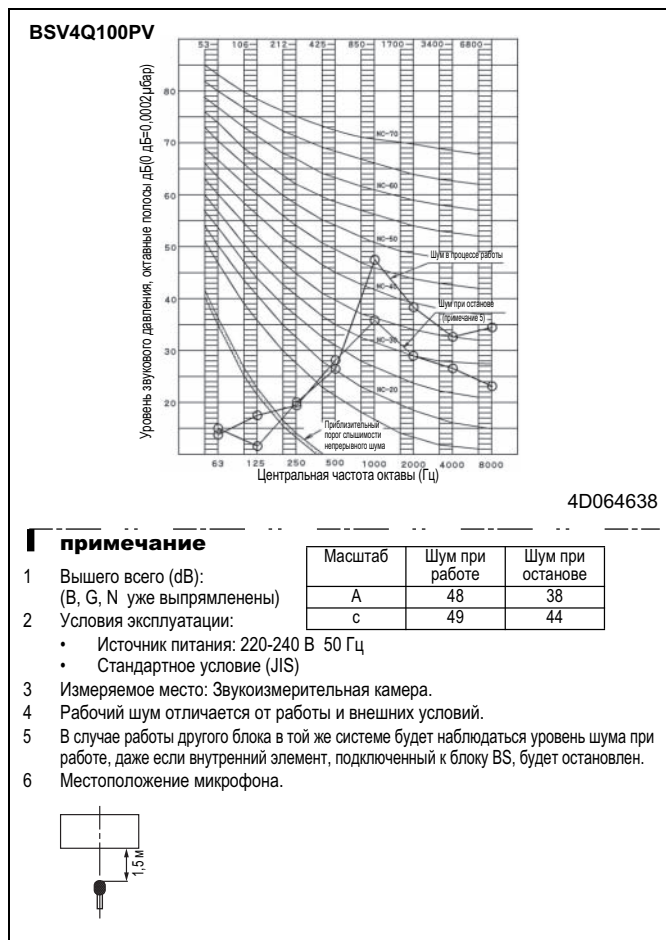 BSV4Q100PV
53 106 212 425 850 1700 3400 6800
Уровень звукового давления, октавные полосы дБ(0 дБ=0,0002µбар)
80
70
60
50
40
30
20
NC-70
NC-60
NC-50
NC-40
NC-30
NC-20
Шум в процессе работы
Шум при останове
(примечание 5)
Приблизительный
порог слышимости
непрерывного шума
63 125 250 500 1000 2000 4000 8000
Центральная частота октавы (Гц)
4D064638
примечание
Масштаб Шум при работе Шум при останове
A 48 38
c 49 44
1 Вышего всего (dB):
(B, G, N уже выпрямленены)
2 Условия эксплуатации:
• Источник питания: 220-240 В 50 Гц
• Стандартное условие (JIS)
3 Измеряемое место: Звукоизмерительная камера.
4 Рабочий шум отличается от работы и внешних условий.
5 В случае работы другого блока в той же системе будет наблюдаться уровень шума при
работе, даже если внутренний элемент, подключенный к блоку BS, будет остановлен.
6 Местоположение микрофона.
1,5 м